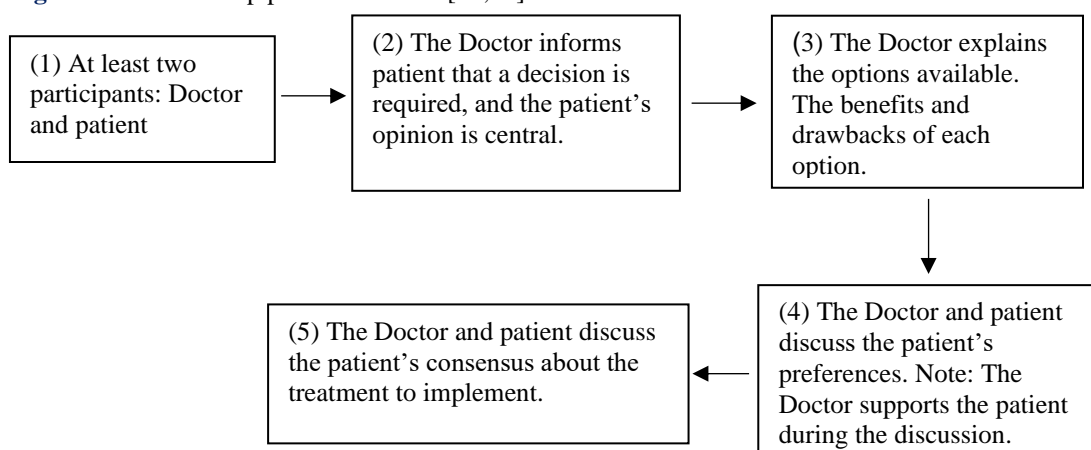 (1) At least two
participants: Doctor
and patient
(2) The Doctor informs
patient that a decision is
required, and the patient’s
opinion is central.
(3) The Doctor explains
the options available.
The benefits and
drawbacks of each
option.
(4) The Doctor and patient
discuss the patient’s
preferences. Note: The
Doctor supports the patient
during the discussion.
(5) The Doctor and patient discuss
the patient’s consensus about the
treatment to implement.